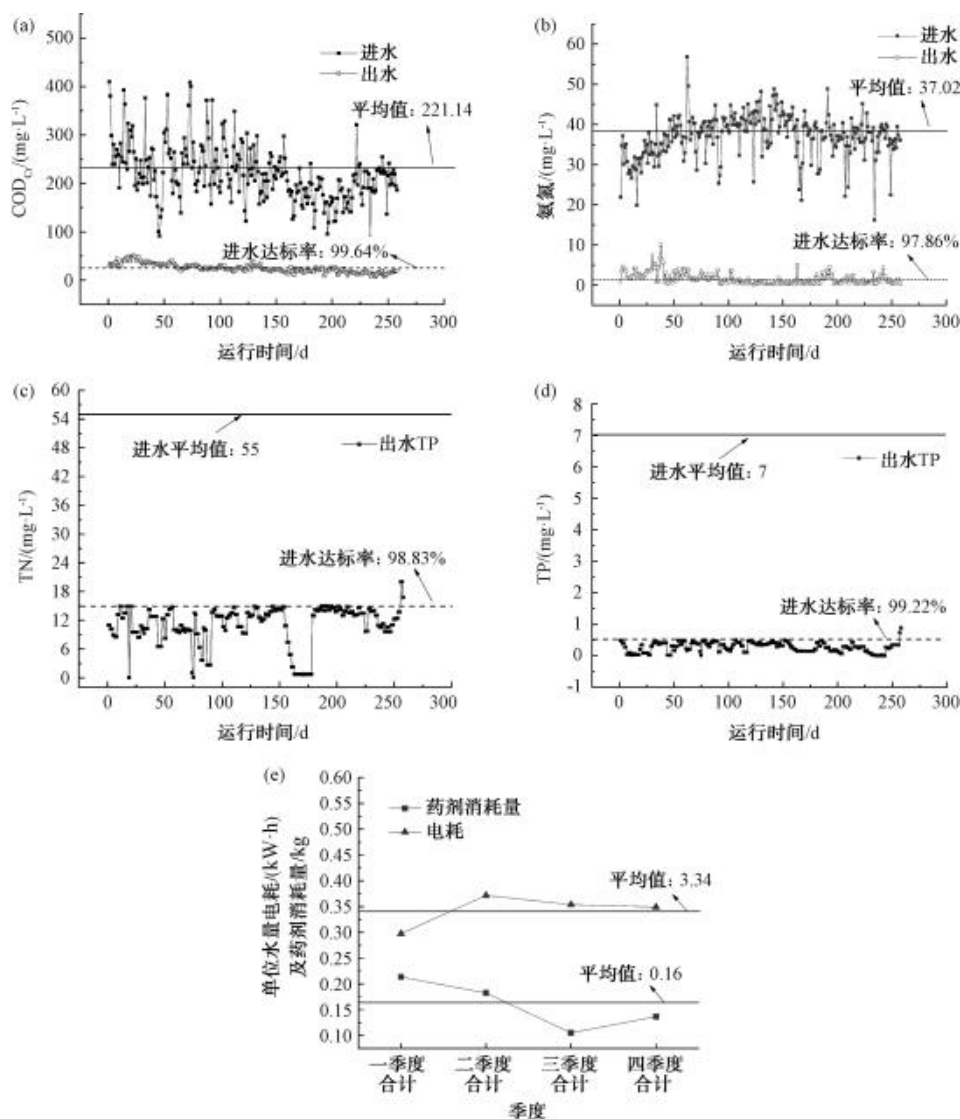 (a)
500
400
300
200
100
0
COD_Cr/(mg·L⁻¹)
进水
出水
平均值：221.14
进水达标率：99.64%
0 50 100 150 200 250 300
运行时间/d
(b)
60
50
40
30
20
10
0
氨氮/(mg·L⁻¹)
进水
出水
平均值：37.02
进水达标率：97.86%
0 50 100 150 200 250 300
运行时间/d
(c)
60
54
48
42
36
30
24
18
12
6
0
TN/(mg·L⁻¹)
进水平均值：55
出水TP
进水达标率：98.83%
0 50 100 150 200 250 300
运行时间/d
(d)
8
7
6
5
4
3
2
1
0
-1
TP/(mg·L⁻¹)
进水平均值：7
出水TP
进水达标率：99.22%
0 50 100 150 200 250 300
运行时间/d
(e)
0.60
0.55
0.50
0.45
0.40
0.35
0.30
0.25
0.20
0.15
0.10
单位水量电耗/(kW·h)
及药剂消耗量/kg
药剂消耗量
电耗
平均值：3.34
平均值：0.16
一季度 二季度 三季度 四季度
合计 合计 合计 合计
季度